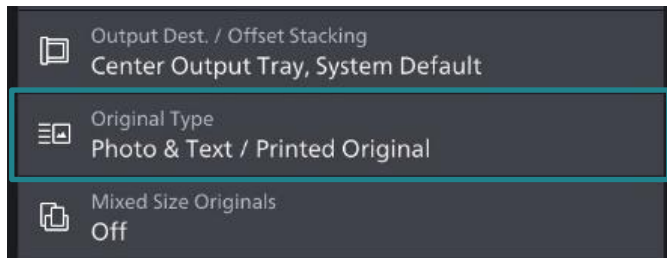 Output Dest. / Offset Stacking
Center Output Tray, System Default
Original Type
Photo & Text / Printed Original
Mixed Size Originals
Off